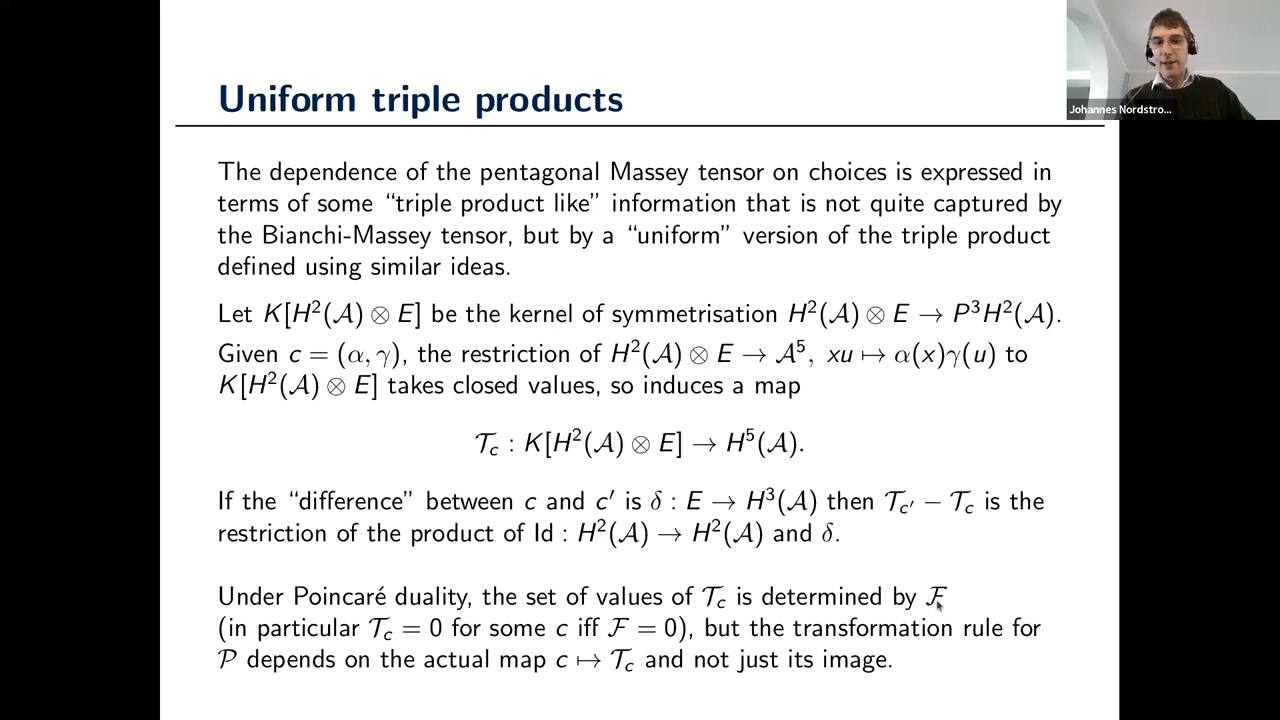 Uniform triple products
Johannes Nordstro...
The dependence of the pentagonal Massey tensor on choices is expressed in
terms of some “triple product like” information that is not quite captured by
the Bianchi-Massey tensor, but by a “uniform” version of the triple product
defined using similar ideas.
Let K[H²(𝒜) ⊗ E] be the kernel of symmetrisation H²(𝒜) ⊗ E → P³H²(𝒜).
Given c = (α, γ), the restriction of H²(𝒜) ⊗ E → 𝒜⁵, xu ↦ α(x)γ(u) to
K[H²(𝒜) ⊗ E] takes closed values, so induces a map
𝒯_c : K[H²(𝒜) ⊗ E] → H⁵(𝒜).
If the “difference” between c and c′ is δ : E → H³(𝒜) then 𝒯_c′ − 𝒯_c is the
restriction of the product of Id : H²(𝒜) → H²(𝒜) and δ.
Under Poincaré duality, the set of values of 𝒯_c is determined by ℱ
(in particular 𝒯_c = 0 for some c iff ℱ = 0), but the transformation rule for
𝒫 depends on the actual map c ↦ 𝒯_c and not just its image.